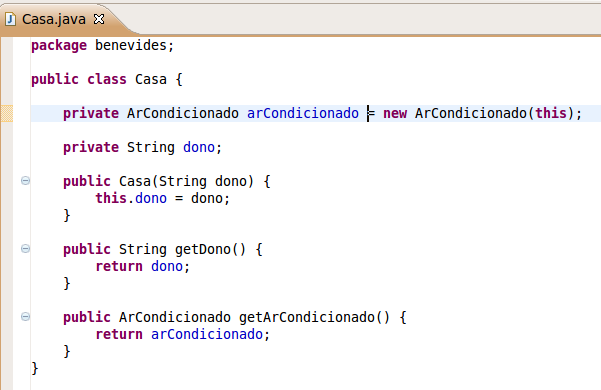 Casa.java
package benevides;
public class Casa {
private ArCondicionado arCondicionado = new ArCondicionado(this);
private String dono;
public Casa(String dono) {
this.dono = dono;
}
public String getDono() {
return dono;
}
public ArCondicionado getArCondicionado() {
return arCondicionado;
}
}